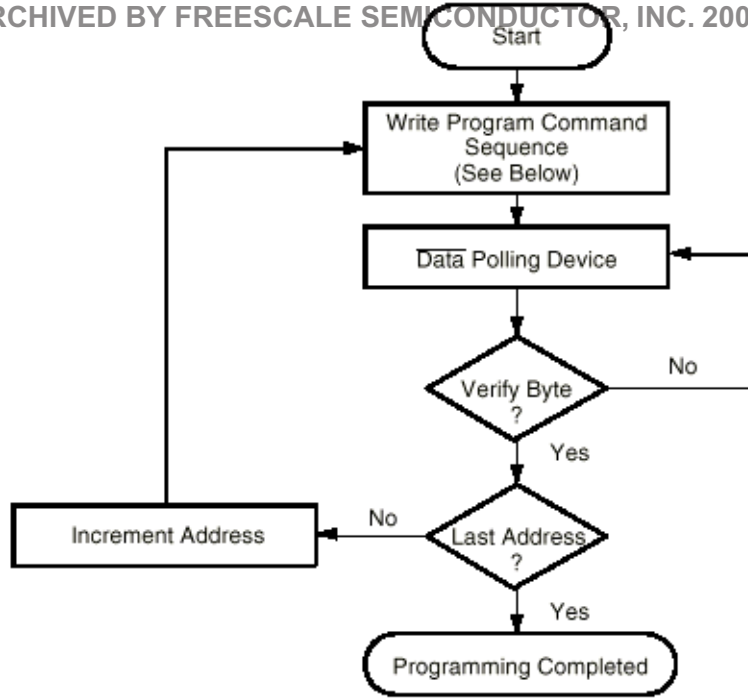 RCHIVED BY FREESCALE SEMICONDUCTOR, INC. 200
Start
Write Program Command
Sequence
(See Below)
Data Polling Device
Verify Byte
?
No
Yes
Last Address
?
No
Increment Address
Yes
Programming Completed